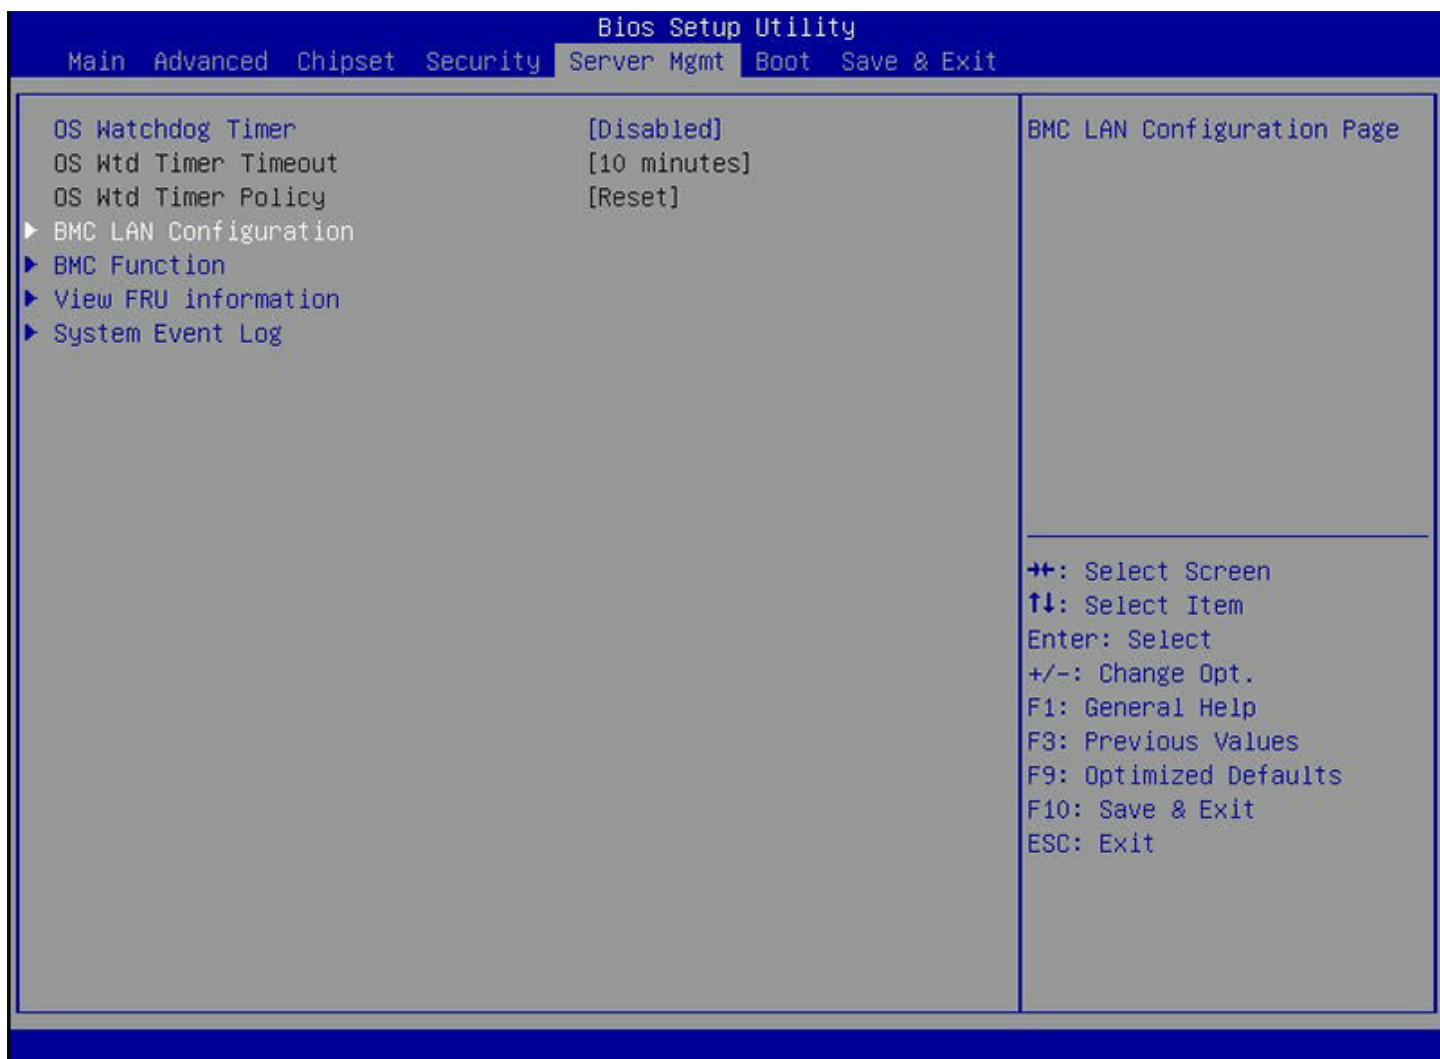 Bios Setup Utility
Main Advanced Chipset Security Server Mgmt Boot Save & Exit
OS Watchdog Timer [Disabled]
OS Wtd Timer Timeout [10 minutes]
OS Wtd Timer Policy [Reset]
BMC LAN Configuration
BMC Function
View FRU information
System Event Log
BMC LAN Configuration Page
→←: Select Screen
↑↓: Select Item
Enter: Select
+/-: Change Opt.
F1: General Help
F3: Previous Values
F9: Optimized Defaults
F10: Save & Exit
ESC: Exit